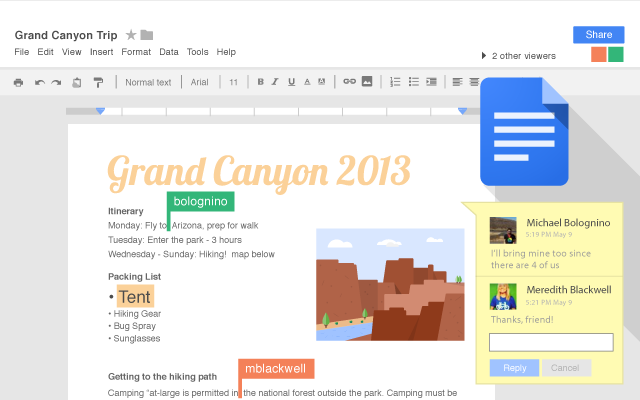 Grand Canyon Trip
Share
File Edit View Insert Format Data Tools Help
2 other viewers
Normal text Arial 11 B I U A A
Grand Canyon 2013
bolognino
Itinerary
Monday: Fly to Arizona, prep for walk
Tuesday: Enter the park - 3 hours
Wednesday - Sunday: Hiking! map below
Packing List
• Tent
• Hiking Gear
• Bug Spray
• Sunglasses
mblackwell
Getting to the hiking path
Camping “at-large is permitted in the national forest outside the park. Camping must be
Michael Bolognino
5:19 PM May 9
I'll bring mine too since
there are 4 of us
Meredith Blackwell
5:21 PM May 9
Thanks, friend!
Reply Cancel